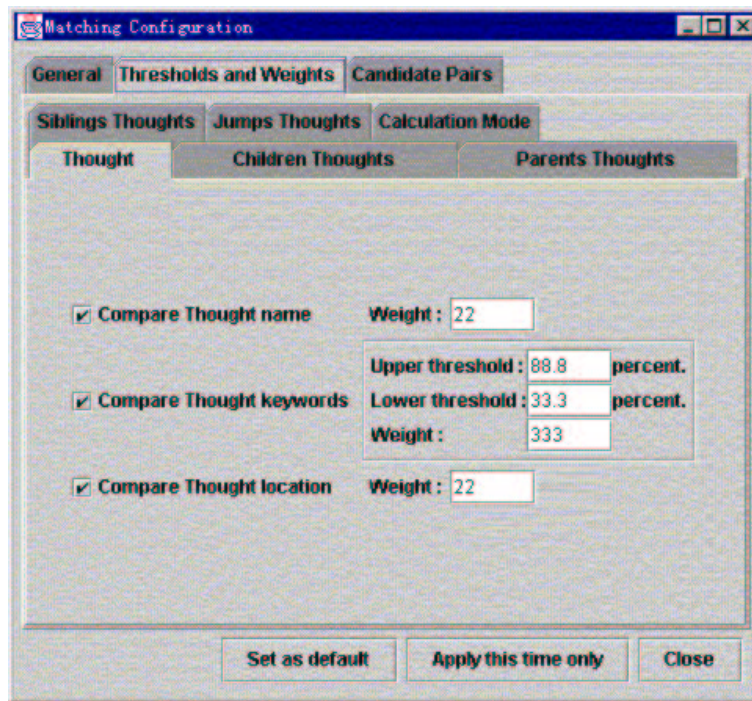 Matching Configuration
General Thresholds and Weights Candidate Pairs
Siblings Thoughts Jumps Thoughts Calculation Mode
Thought Children Thoughts Parents Thoughts
Compare Thought name Weight : 22
Upper threshold : 88.8 percent.
Compare Thought keywords Lower threshold : 33.3 percent.
Weight : 333
Compare Thought location Weight : 22
Set as default Apply this time only Close